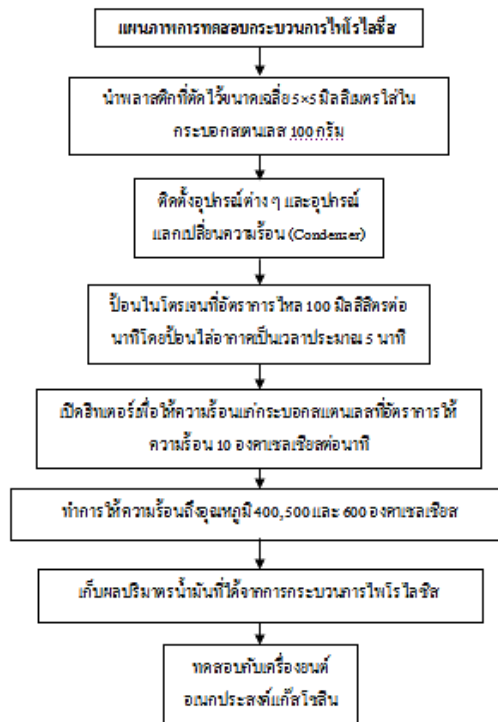 แผนภาพการทดสอบกระบวนการไพโรไลซิส
นำพลาสติกที่ตัดไว้ขนาดเฉลี่ย 5×5 มิลลิเมตรใส่ใน
กระบอกสเตนเลส 100 กรัม
ติดตั้งอุปกรณ์ต่าง ๆ และอุปกรณ์
แลกเปลี่ยนความร้อน (Condenser)
ป้อนไนโตรเจนที่อัตราการไหล 100 มิลลิลิตรต่อ
นาทีโดยป้อนไล่อากาศเป็นเวลาประมาณ 5 นาที
เปิดฮิทเตอร์เพื่อให้ความร้อนแก่กระบอกสแตนเลสที่อัตราการให้
ความร้อน 10 องศาเซลเซียสต่อนาที
ทำการให้ความร้อนถึงอุณหภูมิ 400, 500 และ 600 องศาเซลเซียส
เก็บผลปริมาตรน้ำมันที่ได้จากการกระบวนการไพโรไลซิส
ทดสอบกับเครื่องยนต์
อเนกประสงค์แก๊สโซลีน